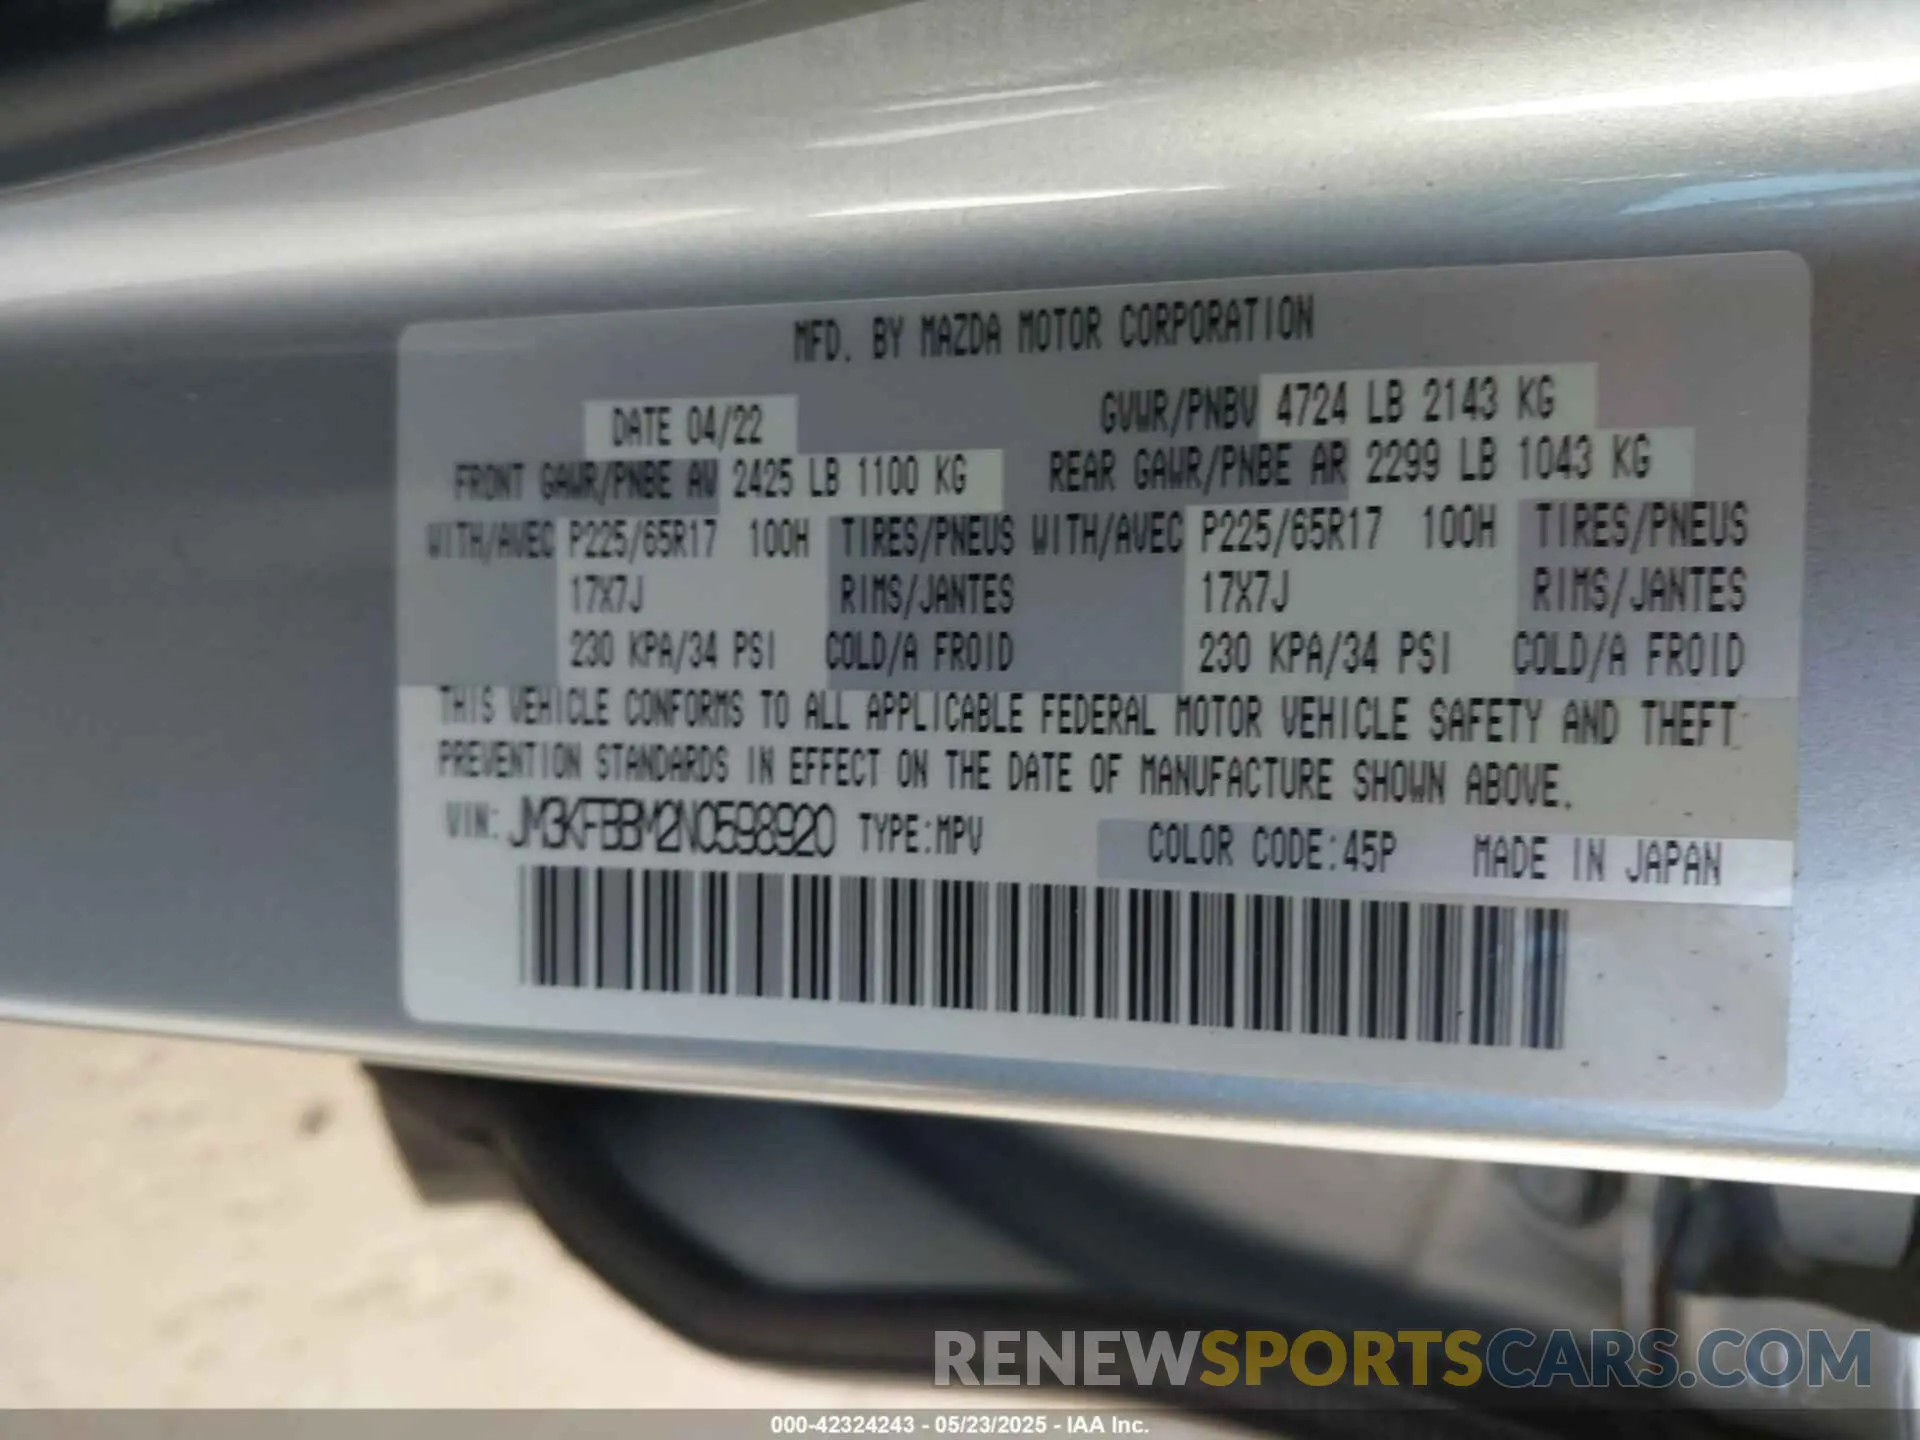 MFD. BY MAZDA MOTOR CORPORATION
DATE 04/22 GVWR/PNBV 4724 LB 2143 KG
FRONT GAWR/PNBE AV 2425 LB 1100 KG REAR GAWR/PNBE AR 2299 LB 1043 KG
WITH/AVEC P225/65R17 100H TIRES/PNEUS WITH/AVEC P225/65R17 100H TIRES/PNEUS
17X7J RIMS/JANTES 17X7J RIMS/JANTES
230 KPA/34 PSI COLD/A FROID 230 KPA/34 PSI COLD/A FROID
THIS VEHICLE CONFORMS TO ALL APPLICABLE FEDERAL MOTOR VEHICLE SAFETY AND THEFT
PREVENTION STANDARDS IN EFFECT ON THE DATE OF MANUFACTURE SHOWN ABOVE.
VIN: JM3KFBBM2N0598920 TYPE:MPV COLOR CODE:45P MADE IN JAPAN
RENEWSPORTSCARS.COM
000-42324243 - 05/23/2025 - IAA Inc.